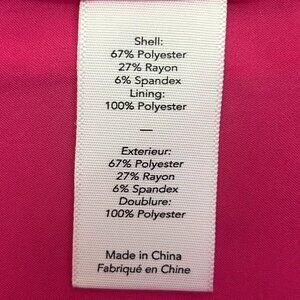 Shell:
67% Polyester
27% Rayon
6% Spandex
Lining:
100% Polyester
—
Exterieur:
67% Polyester
27% Rayon
6% Spandex
Doublure:
100% Polyester
Made in China
Fabriqué en Chine